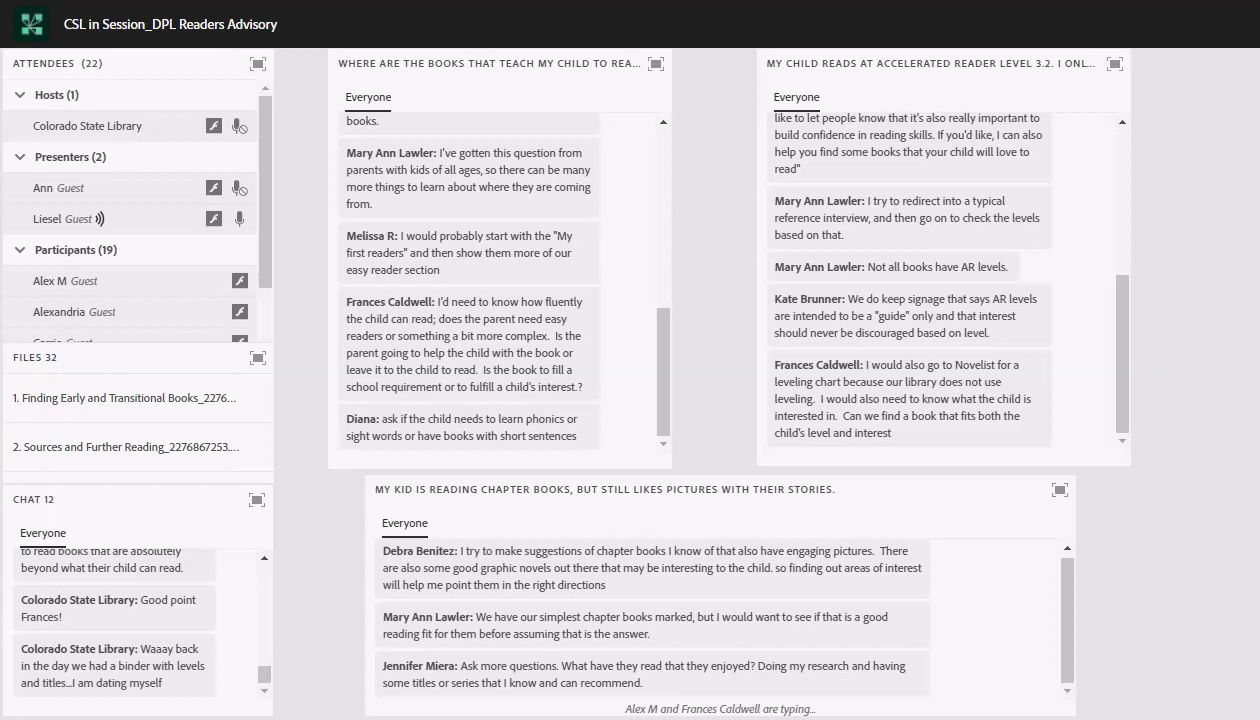 CSL in Session_DPL Readers Advisory
ATTENDEES (22)
Hosts (1)
Colorado State Library
Presenters (2)
Ann Guest
Liesel Guest
Participants (19)
Alex M Guest
Alexandria Guest
FILES 32
1. Finding Early and Transitional Books_2276...
2. Sources and Further Reading_2276867253....
CHAT 12
Everyone
to read books that are absolutely
beyond what their child can read.
Colorado State Library: Good point
Frances!
Colorado State Library: Waaay back
in the day we had a binder with levels
and titles...I am dating myself
WHERE ARE THE BOOKS THAT TEACH MY CHILD TO REA...
Everyone
books.
Mary Ann Lawler: I've gotten this question from
parents with kids of all ages, so there can be many
more things to learn about where they are coming
from.
Melissa R: I would probably start with the "My
first readers" and then show them more of our
easy reader section
Frances Caldwell: I'd need to know how fluently
the child can read; does the parent need easy
readers or something a bit more complex. Is the
parent going to help the child with the book or
leave it to the child to read. Is the book to fill a
school requirement or to fulfill a child's interest.?
Diana: ask if the child needs to learn phonics or
sight words or have books with short sentences
MY CHILD READS AT ACCELERATED READER LEVEL 3.2. I ONL...
Everyone
like to let people know that it's also really important to
build confidence in reading skills. If you'd like, I can also
help you find some books that your child will love to
read"
Mary Ann Lawler: I try to redirect into a typical
reference interview, and then go on to check the levels
based on that.
Mary Ann Lawler: Not all books have AR levels.
Kate Brunner: We do keep signage that says AR levels
are intended to be a "guide" only and that interest
should never be discouraged based on level.
Frances Caldwell: I would also go to Novelist for a
leveling chart because our library does not use
leveling. I would also need to know what the child is
interested in. Can we find a book that fits both the
child's level and interest
MY KID IS READING CHAPTER BOOKS, BUT STILL LIKES PICTURES WITH THEIR STORIES.
Everyone
Debra Benitez: I try to make suggestions of chapter books I know of that also have engaging pictures. There
are also some good graphic novels out there that may be interesting to the child. so finding out areas of interest
will help me point them in the right directions
Mary Ann Lawler: We have our simplest chapter books marked, but I would want to see if that is a good
reading fit for them before assuming that is the answer.
Jennifer Miera: Ask more questions. What have they read that they enjoyed? Doing my research and having
some titles or series that I know and can recommend.
Alex M and Frances Caldwell are typing...